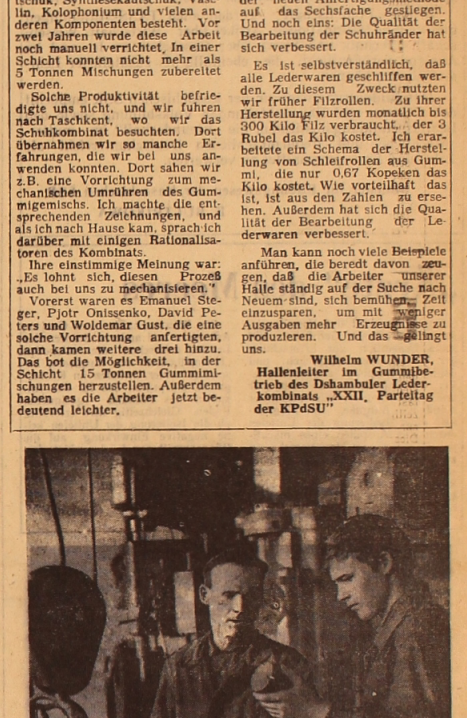 tschuk, Synthesekautschuk, Vase-
lin, Kolophonium und vielen an-
deren Komponenten besteht. Vor
zwei Jahren wurde diese Arbeit
noch manuell verrichtet, In einer
Schicht konnten nicht mehr als
5 Tonnen Mischungen zubereitet
werden.
Solche Produktivität befrie-
digte uns nicht, und wir fuhren
nach Taschkent, wo wir das
Schuhkombinat besuchten. Dort
übernahmen wir so manche Er-
fahrungen, die wir bei uns an-
wenden konnten. Dort sahen wir
z.B. eine Vorrichtung zum me-
chanischen Umrühren des Gum-
migemischs. Ich machte die ent-
sprechenden Zeichnungen, und
als ich nach Hause kam, sprach ich
darüber mit einigen Rationalisa-
toren des Kombinats.
Ihre einstimmige Meinung war:
„Es lohnt sich, diesen Prozeß
auch bei uns zu mechanisieren."
Vorerst waren es Emanuel Ste-
ger, Pjotr Onissenko, David Pe-
ters und Woldemar Gust, die eine
solche Vorrichtung anfertigten,
dann kamen weitere drei hinzu.
Das bot die Möglichkeit, in der
Schicht 15 Tonnen Gummimi-
schungen herzustellen. Außerdem
haben es die Arbeiter jetzt be-
deutend leichter.
der neuen Anfertigungsmethode
auf das Sechsfache gestiegen.
Und noch eins: Die Qualität der
Bearbeitung der Schuhränder hat
sich verbessert.
Es ist selbstverständlich, daß
alle Lederwaren geschliffen wer-
den. Zu diesem Zweck nutzten
wir früher Filzrollen. Zu ihrer
Herstellung wurden monatlich bis
300 Kilo Filz verbraucht, der 3
Rubel das Kilo kostet. Ich erar-
beitete ein Schema der Herstel-
lung von Schleifrollen aus Gum-
mi, die nur 0,67 Kopeken das
Kilo kostet. Wie vorteilhaft das
ist, ist aus den Zahlen zu erse-
hen. Außerdem hat sich die Qua-
lität der Bearbeitung der Le-
derwaren verbessert.
Man kann noch viele Beispiele
anführen, die beredt davon zeu-
gen, daß die Arbeiter unserer
Halle ständig auf der Suche nach
Neuem sind, sich bemühen, Zeit
einzusparen, um mit weniger
Ausgaben mehr Erzeugnisse zu
produzieren. Und das gelingt
uns.
Wilhelm WUNDER,
Hallenleiter im Gummibe-
trieb des Dshambuler Leder-
kombinats „XXII. Parteitag
der KPdSU"